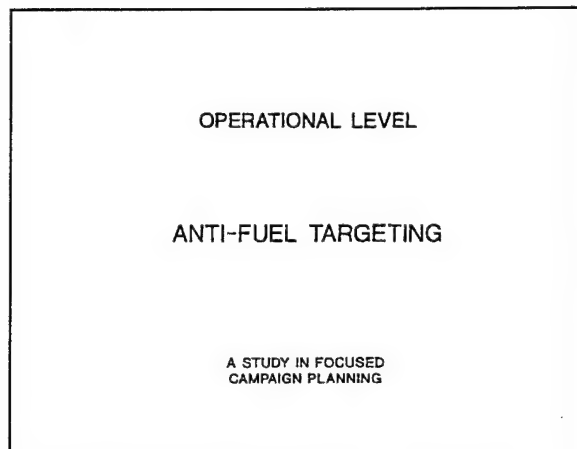 OPERATIONAL LEVEL
ANTI-FUEL TARGETING
A STUDY IN FOCUSED
CAMPAIGN PLANNING